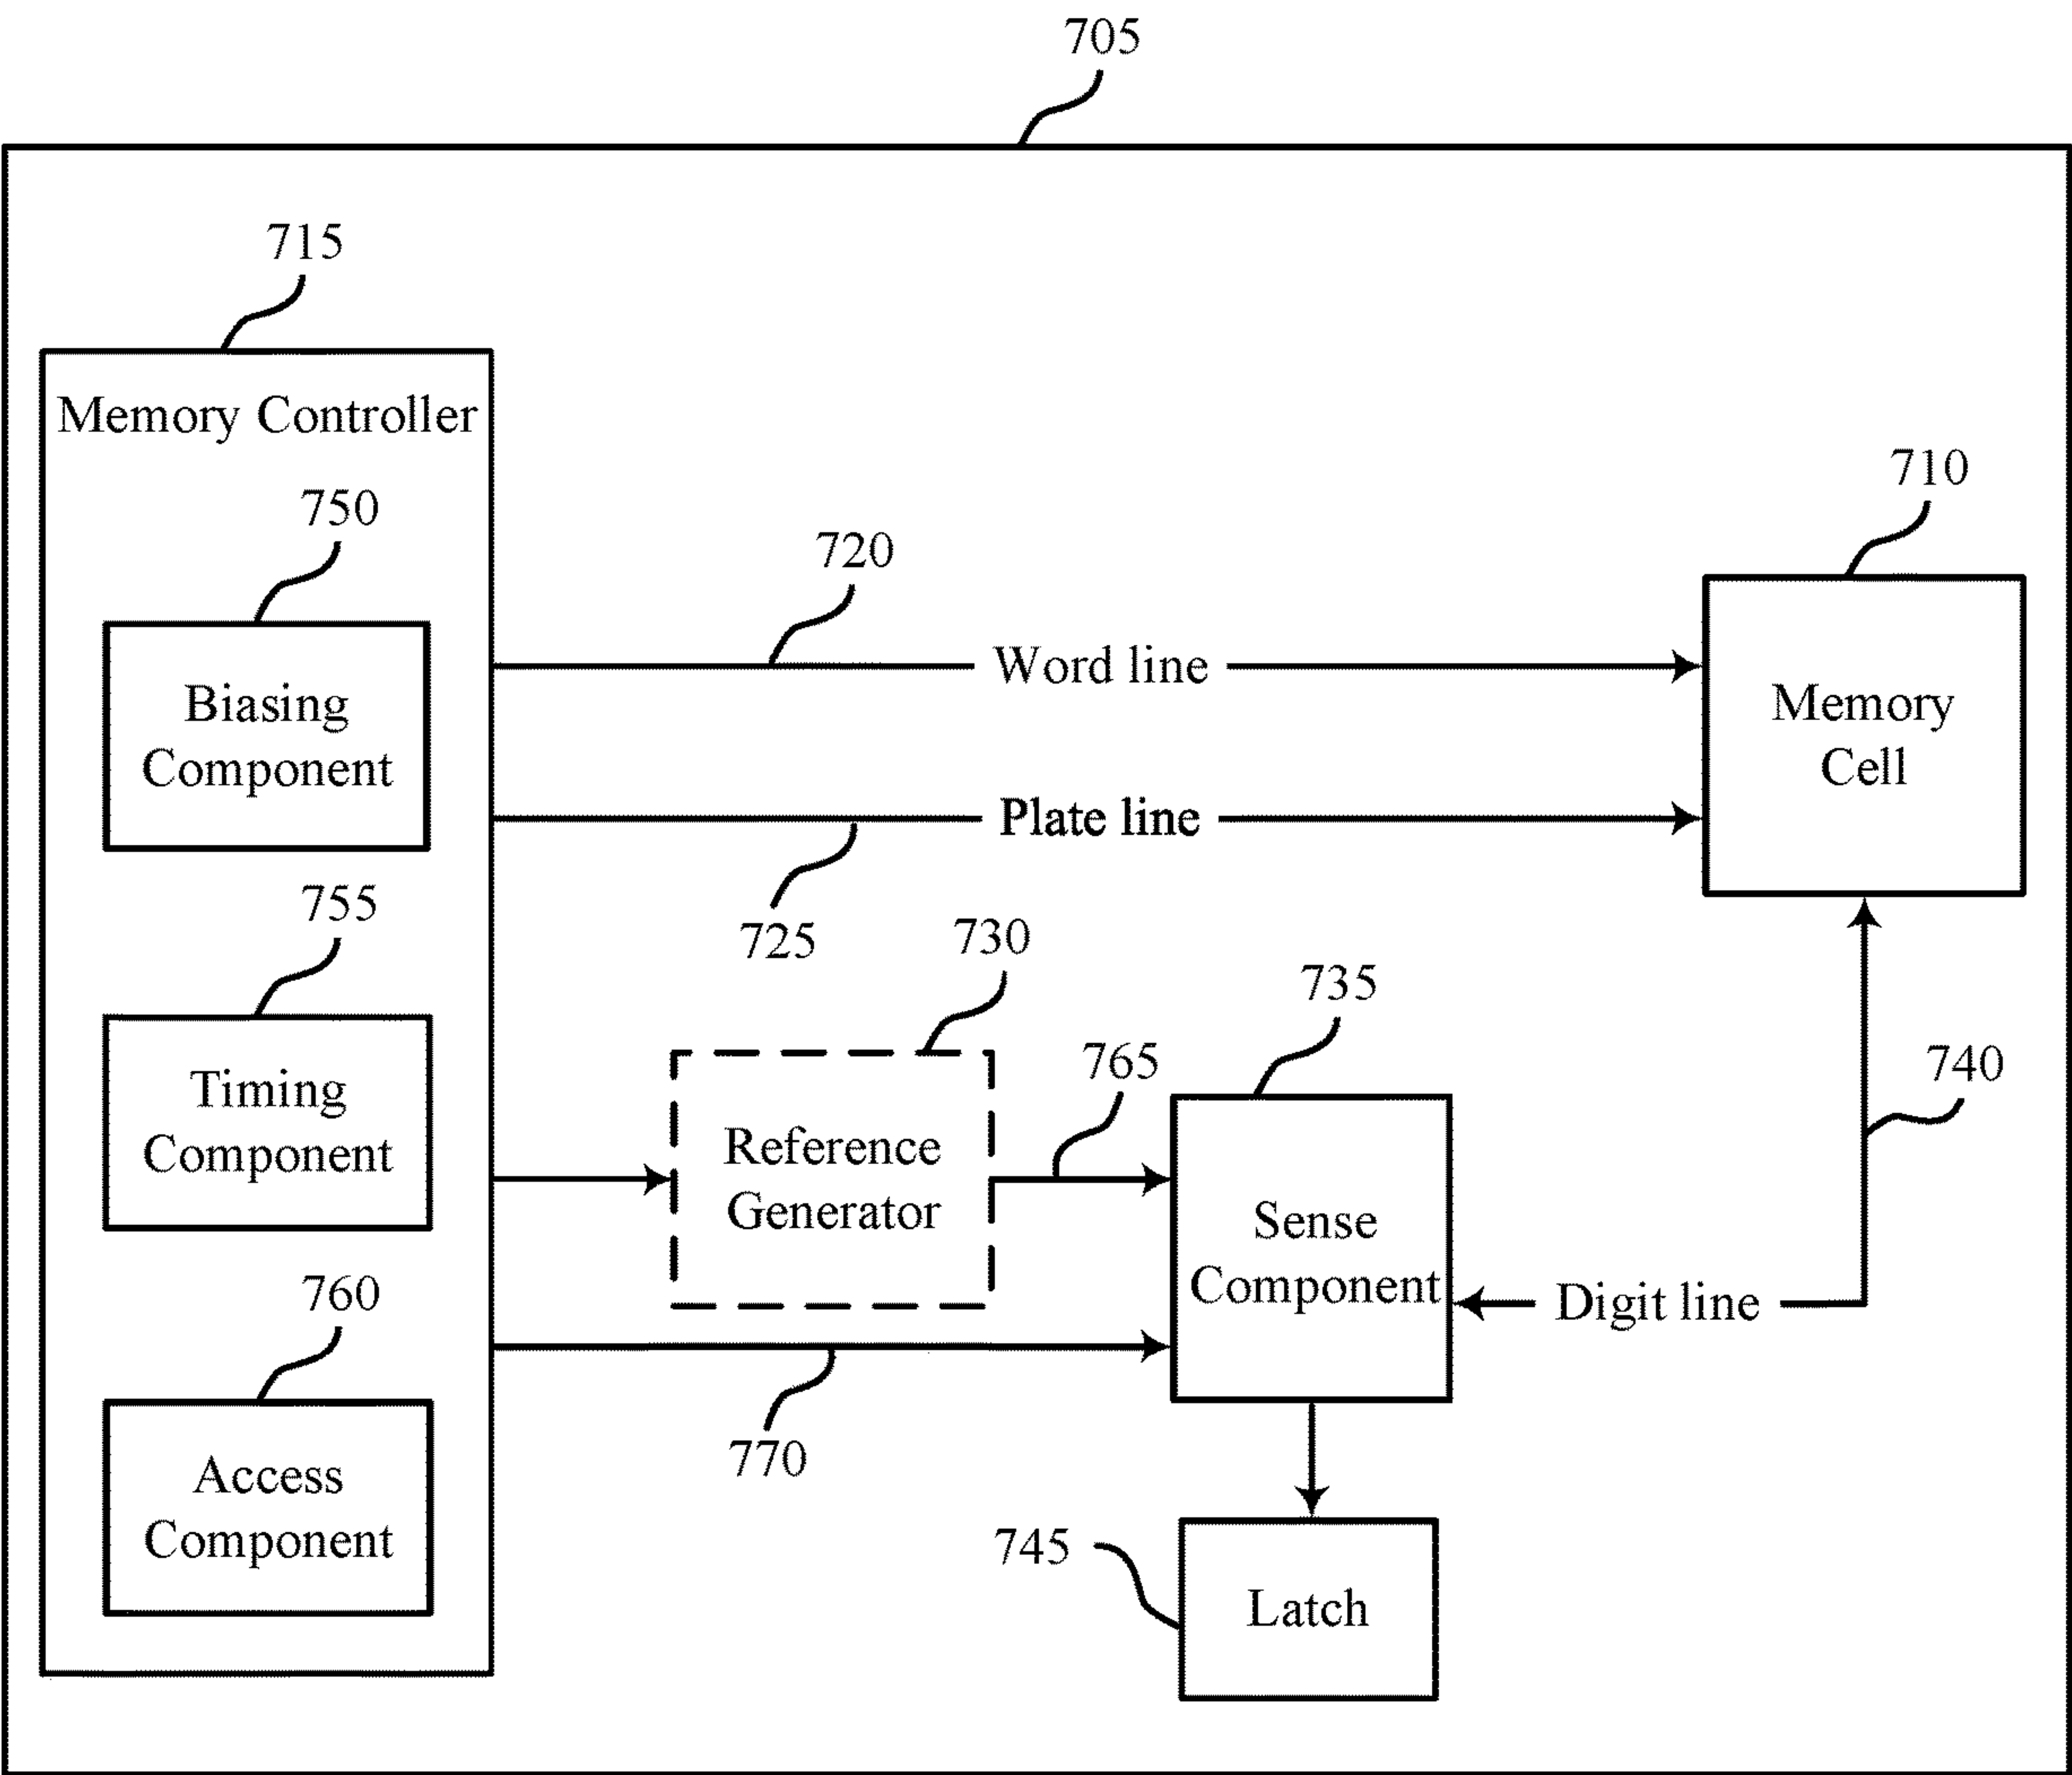 705
715
Memory Controller
750
Biasing
Component
755
Timing
Component
760
Access
Component
720
Word line
Plate line
725
710
Memory
Cell
730
Reference
Generator
765
735
Sense
Component
740
Digit line
770
745
Latch